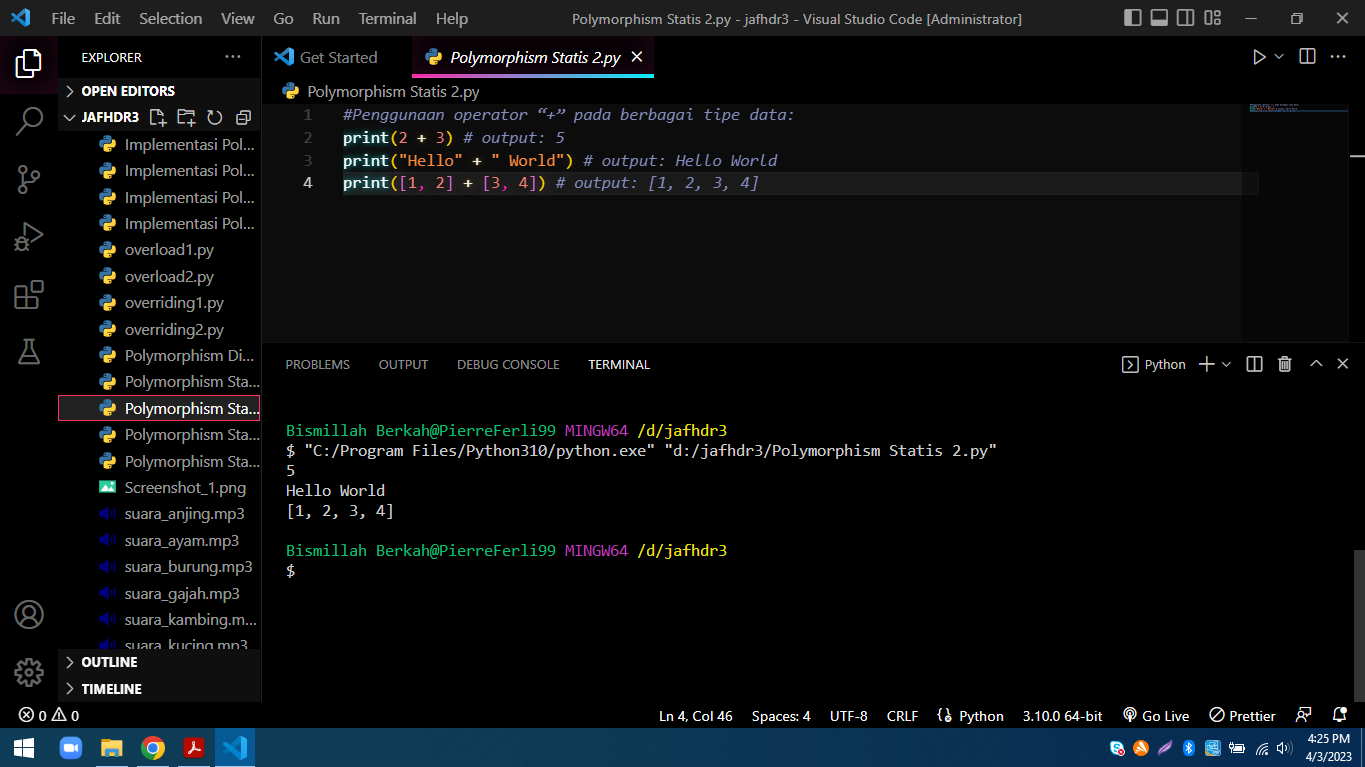 File Edit Selection View Go Run Terminal Help Polymorphism Statis 2.py - jafhdr3 - Visual Studio Code [Administrator]
EXPLORER
OPEN EDITORS
JAFHDR3
Implementasi Pol...
Implementasi Pol...
Implementasi Pol...
Implementasi Pol...
overload1.py
overload2.py
overriding1.py
overriding2.py
Polymorphism Di...
Polymorphism Sta...
Polymorphism Sta...
Polymorphism Sta...
Polymorphism Sta...
Screenshot_1.png
suara_anjing.mp3
suara_ayam.mp3
suara_burung.mp3
suara_gajah.mp3
suara_kambing.m...
suara_kucing.mp3
OUTLINE
TIMELINE
Get Started Polymorphism Statis 2.py
Polymorphism Statis 2.py
1 #Penggunaan operator “+” pada berbagai tipe data:
2 print(2 + 3) # output: 5
3 print("Hello" + " World") # output: Hello World
4 print([1, 2] + [3, 4]) # output: [1, 2, 3, 4]
PROBLEMS OUTPUT DEBUG CONSOLE TERMINAL Python
Bismillah Berkah@PierreFerli99 MINGW64 /d/jafhdr3
$ "C:/Program Files/Python310/python.exe" "d:/jafhdr3/Polymorphism Statis 2.py"
5
Hello World
[1, 2, 3, 4]
Bismillah Berkah@PierreFerli99 MINGW64 /d/jafhdr3
$
0 0 Ln 4, Col 46 Spaces: 4 UTF-8 CRLF Python 3.10.0 64-bit Go Live Prettier
4:25 PM
4/3/2023